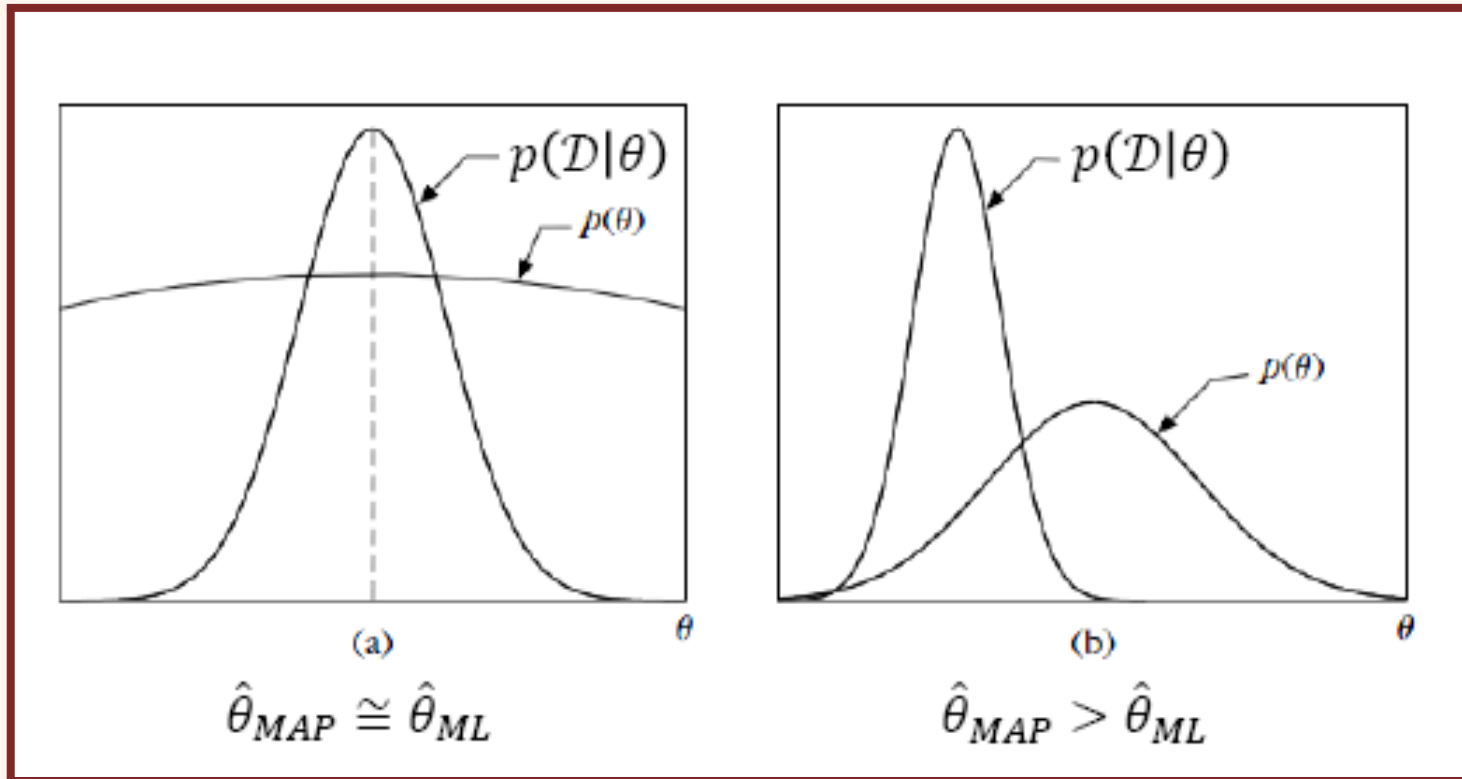 p(𝒟|θ)
p(θ)
θ
(a)
θ̂_MAP ≅ θ̂_ML
p(𝒟|θ)
p(θ)
θ
(b)
θ̂_MAP > θ̂_ML